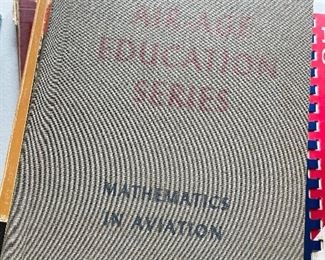 AIR-AGE
EDUCATION
SERIES
MATHEMATICS
IN AVIATION